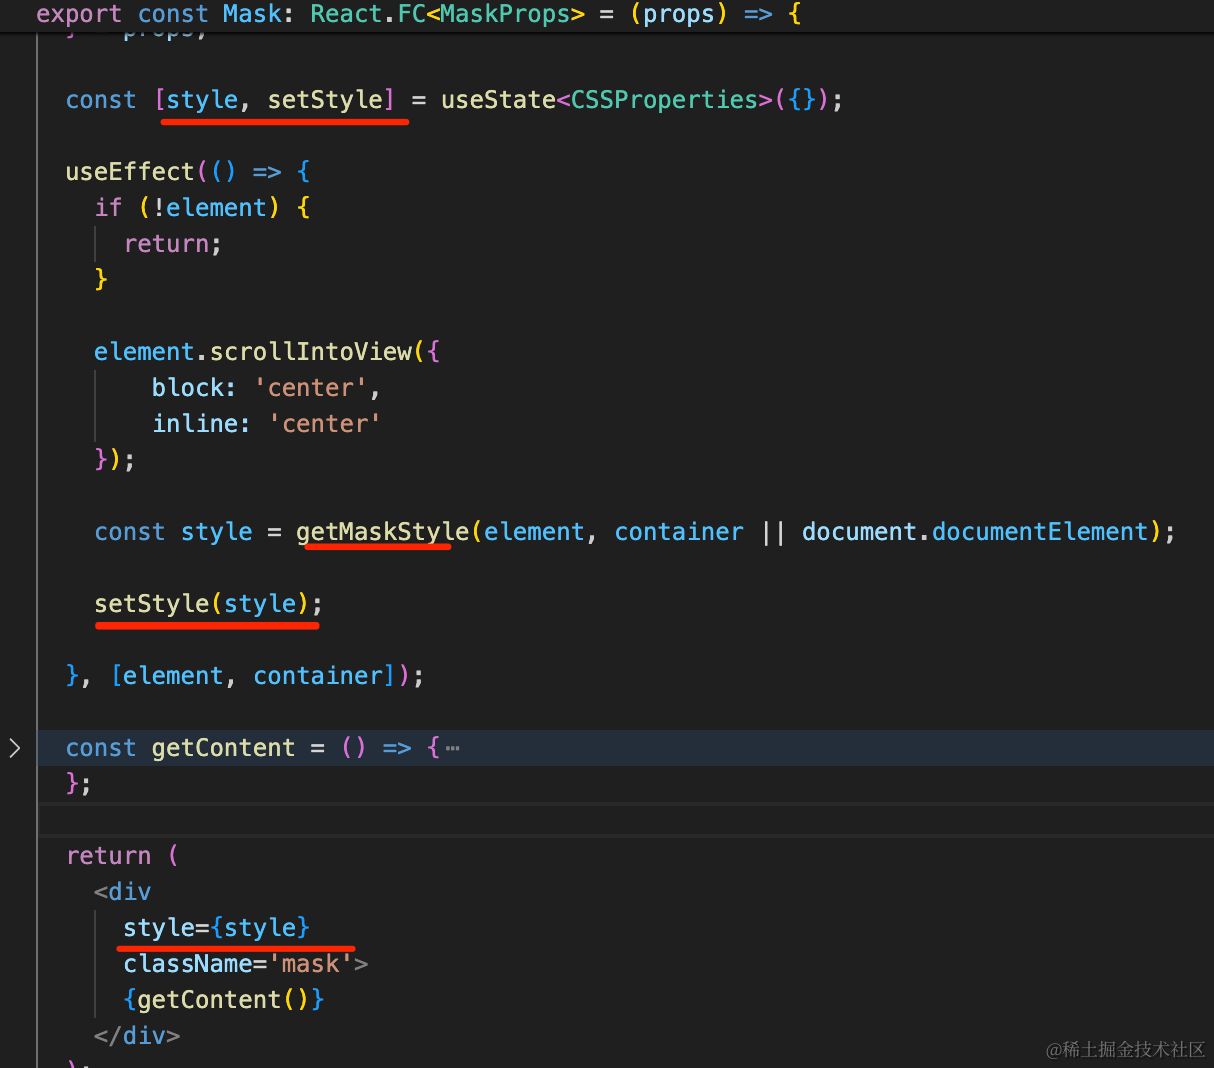 export const Mask: React.FC<MaskProps> = (props) => {
} = props;
const [style, setStyle] = useState<CSSProperties>({});
useEffect(() => {
if (!element) {
return;
}
element.scrollIntoView({
block: 'center',
inline: 'center'
});
const style = getMaskStyle(element, container || document.documentElement);
setStyle(style);
}, [element, container]);
const getContent = () => {⋯
};
return (
<div
style={style}
className='mask'>
{getContent()}
</div>
);
@稀土掘金技术社区